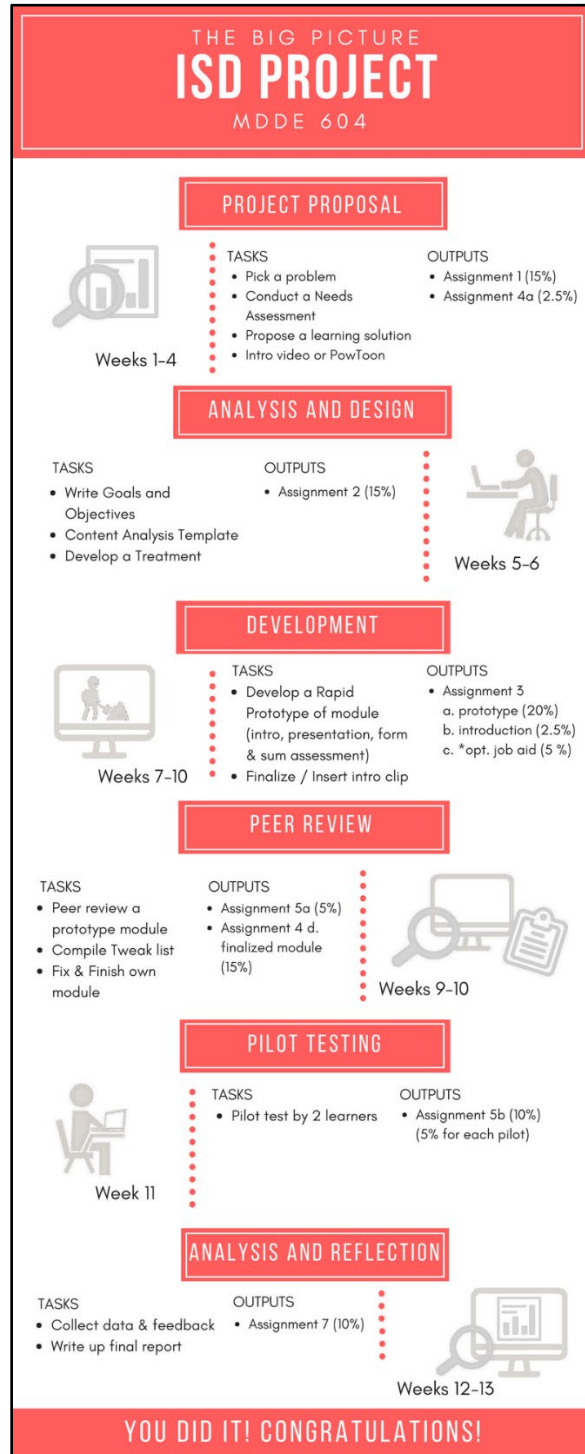 THE BIG PICTURE
ISD PROJECT
MDDE 604
PROJECT PROPOSAL
Weeks 1-4
TASKS
• Pick a problem
• Conduct a Needs
Assessment
• Propose a learning solution
• Intro video or PowToon
OUTPUTS
• Assignment 1 (15%)
• Assignment 4a (2.5%)
ANALYSIS AND DESIGN
TASKS
• Write Goals and
Objectives
• Content Analysis Template
• Develop a Treatment
OUTPUTS
• Assignment 2 (15%)
Weeks 5-6
DEVELOPMENT
Weeks 7-10
TASKS
• Develop a Rapid
Prototype of module
(intro, presentation, form
& sum assessment)
• Finalize / Insert intro clip
OUTPUTS
• Assignment 3
a. prototype (20%)
b. introduction (2.5%)
c. *opt. job aid (5 %)
PEER REVIEW
TASKS
• Peer review a
prototype module
• Compile Tweak list
• Fix & Finish own
module
OUTPUTS
• Assignment 5a (5%)
• Assignment 4 d.
finalized module
(15%)
Weeks 9-10
PILOT TESTING
Week 11
TASKS
• Pilot test by 2 learners
OUTPUTS
• Assignment 5b (10%)
(5% for each pilot)
ANALYSIS AND REFLECTION
TASKS
• Collect data & feedback
• Write up final report
OUTPUTS
• Assignment 7 (10%)
Weeks 12-13
YOU DID IT! CONGRATULATIONS!